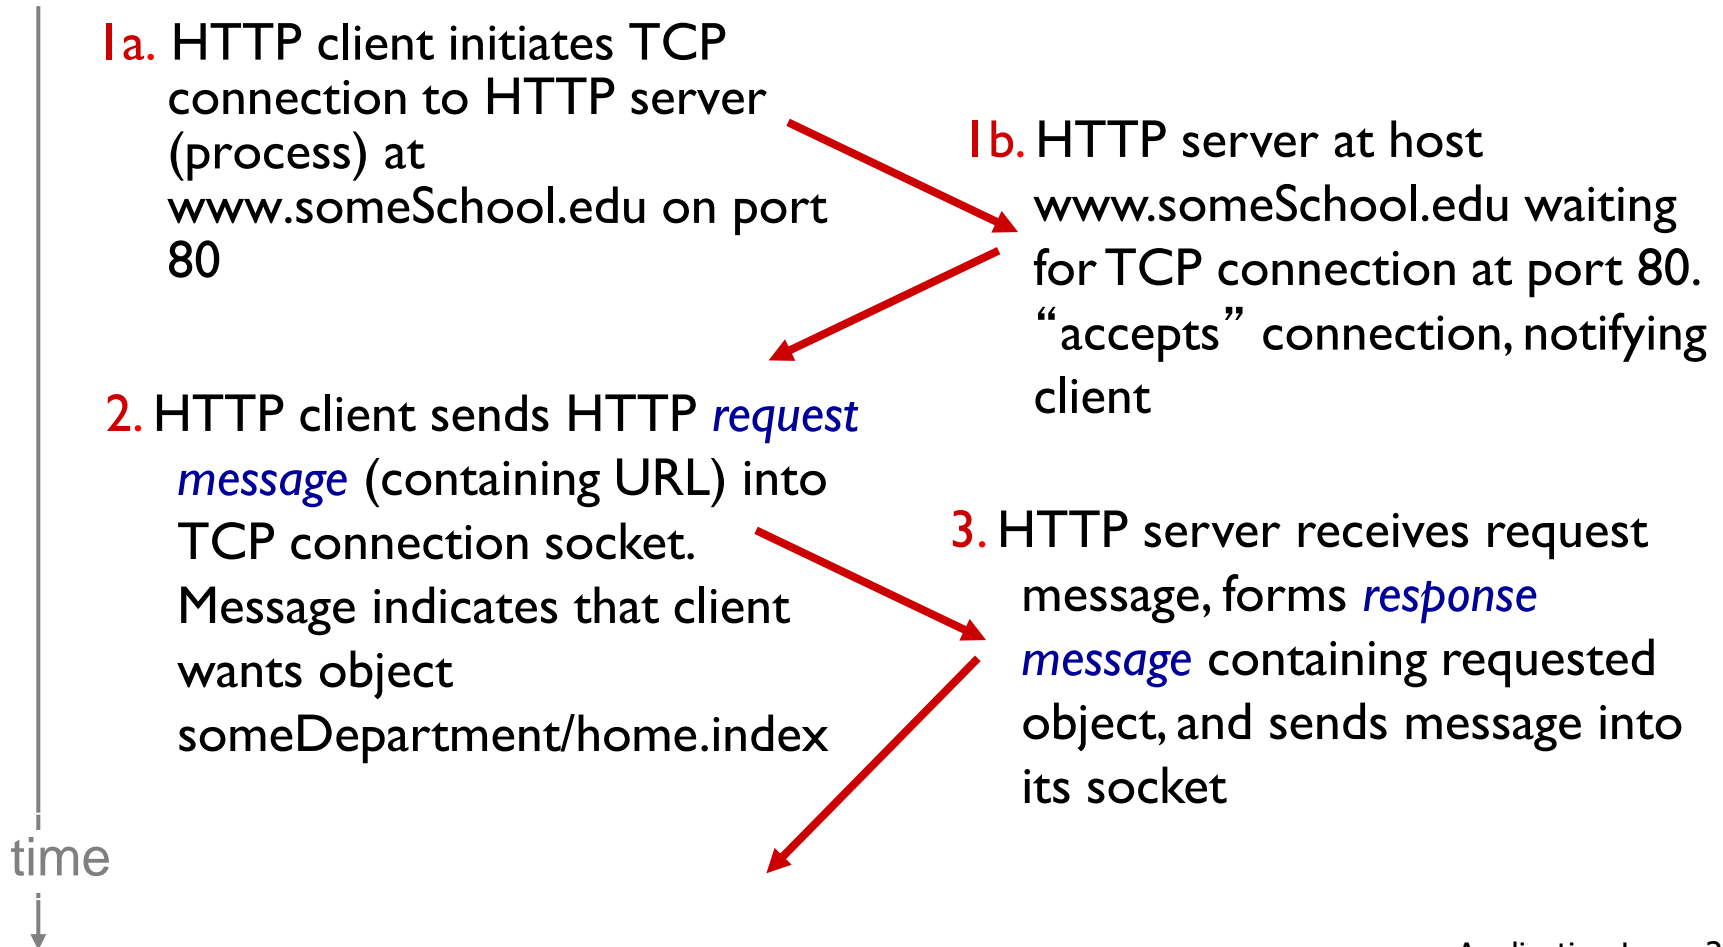 1a. HTTP client initiates TCP
connection to HTTP server
(process) at
www.someSchool.edu on port
80
1b. HTTP server at host
www.someSchool.edu waiting
for TCP connection at port 80.
“accepts” connection, notifying
client
2. HTTP client sends HTTP request
message (containing URL) into
TCP connection socket.
Message indicates that client
wants object
someDepartment/home.index
3. HTTP server receives request
message, forms response
message containing requested
object, and sends message into
its socket
time